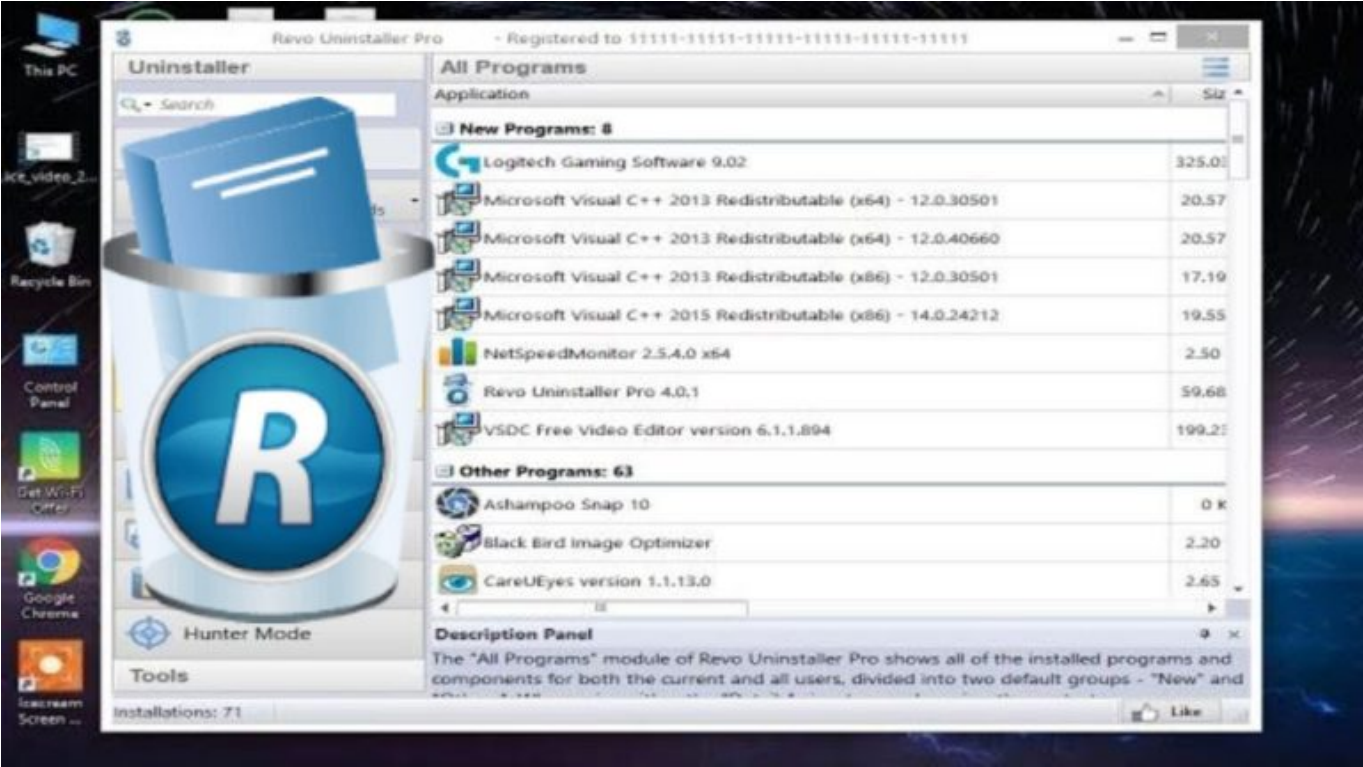 Revo Uninstaller Pro - Registered to 11111-11111-11111-11111-11111-11111
This PC
Uninstaller
All Programs
Search
Application
Siz
New Programs: 8
Logitech Gaming Software 9.02
325.03
ice_video_2...
Microsoft Visual C++ 2013 Redistributable (x64) - 12.0.30501
20.57
ds
Microsoft Visual C++ 2013 Redistributable (x64) - 12.0.40660
20.57
Recycle Bin
Microsoft Visual C++ 2013 Redistributable (x86) - 12.0.30501
17.19
Microsoft Visual C++ 2015 Redistributable (x86) - 14.0.24212
19.55
NetSpeedMonitor 2.5.4.0 x64
2.50
Control
Panel
Revo Uninstaller Pro 4.0.1
59.68
R
VSDC Free Video Editor version 6.1.1.894
199.23
Other Programs: 63
Get Wi-Fi
Offer
Ashampoo Snap 10
0 K
Black Bird Image Optimizer
2.20
Google
Chrome
CareUEyes version 1.1.13.0
2.65
Hunter Mode
Description Panel
The "All Programs" module of Revo Uninstaller Pro shows all of the installed programs and
components for both the current and all users, divided into two default groups - "New" and
Tools
Icecream
Screen ...
Installations: 71
Like